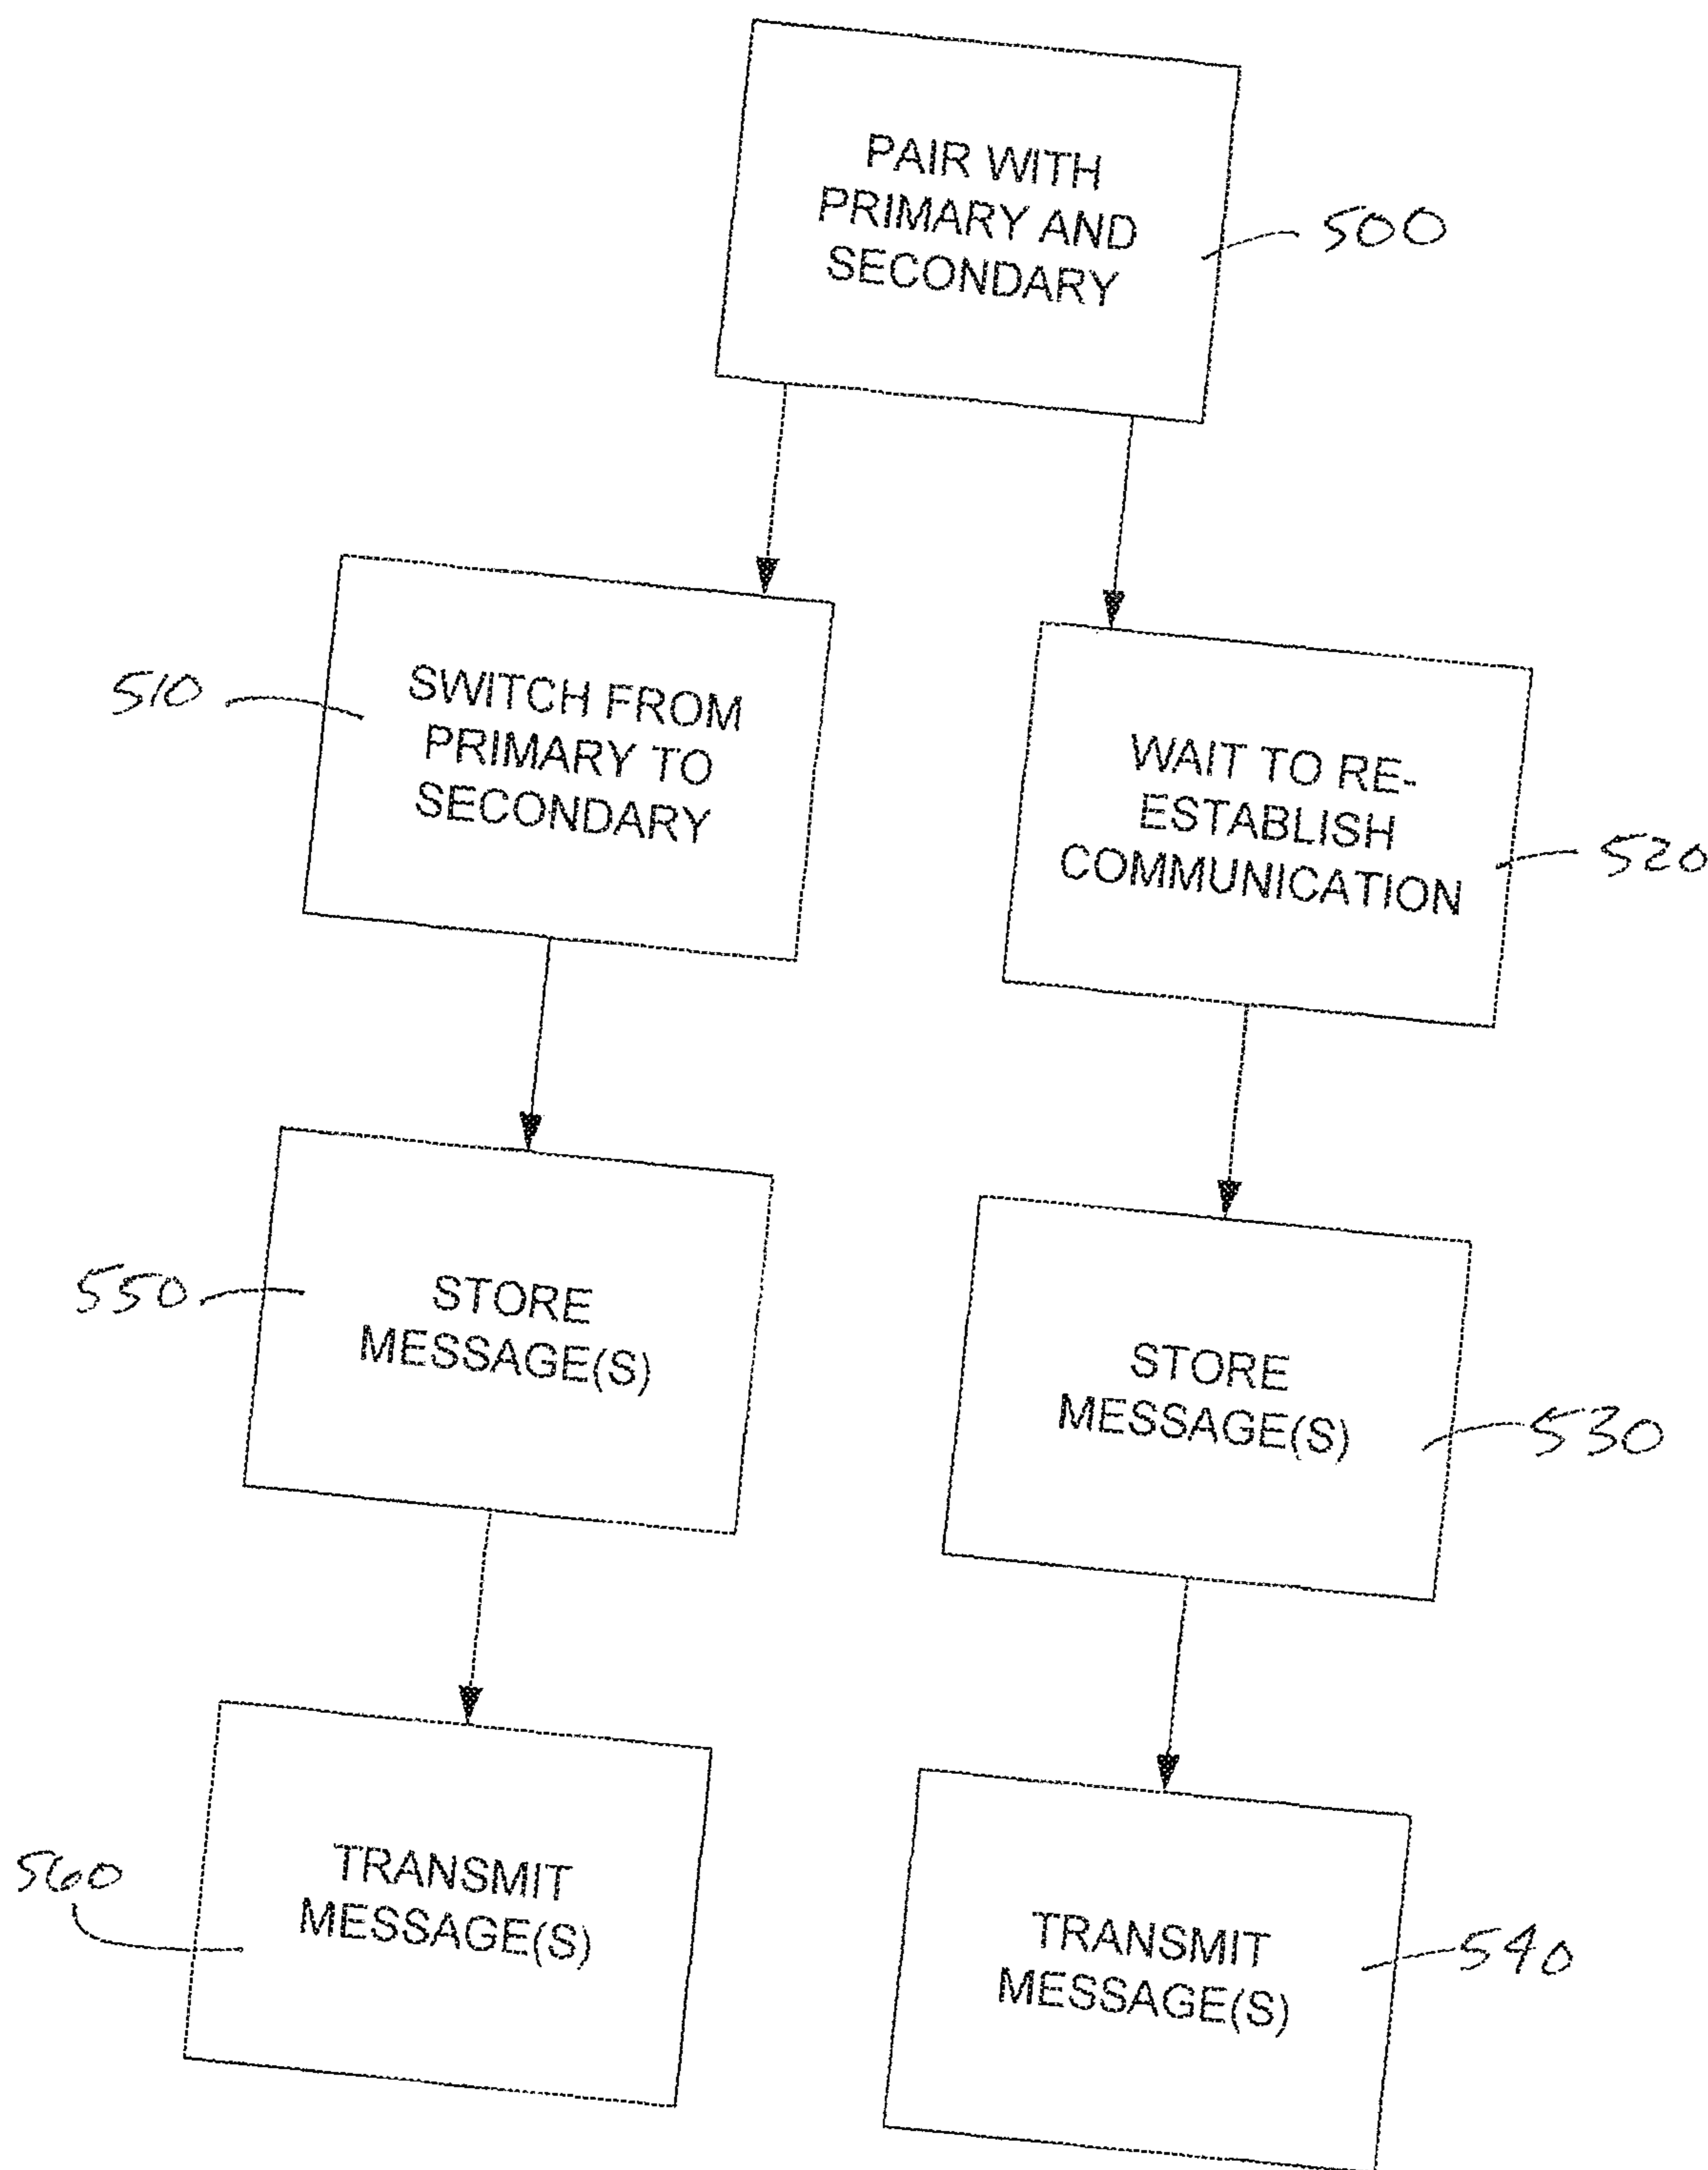 PAIR WITH
PRIMARY AND
SECONDARY
500
510
SWITCH FROM
PRIMARY TO
SECONDARY
WAIT TO RE-
ESTABLISH
COMMUNICATION
520
550
STORE
MESSAGE(S)
STORE
MESSAGE(S)
530
560
TRANSMIT
MESSAGE(S)
TRANSMIT
MESSAGE(S)
540